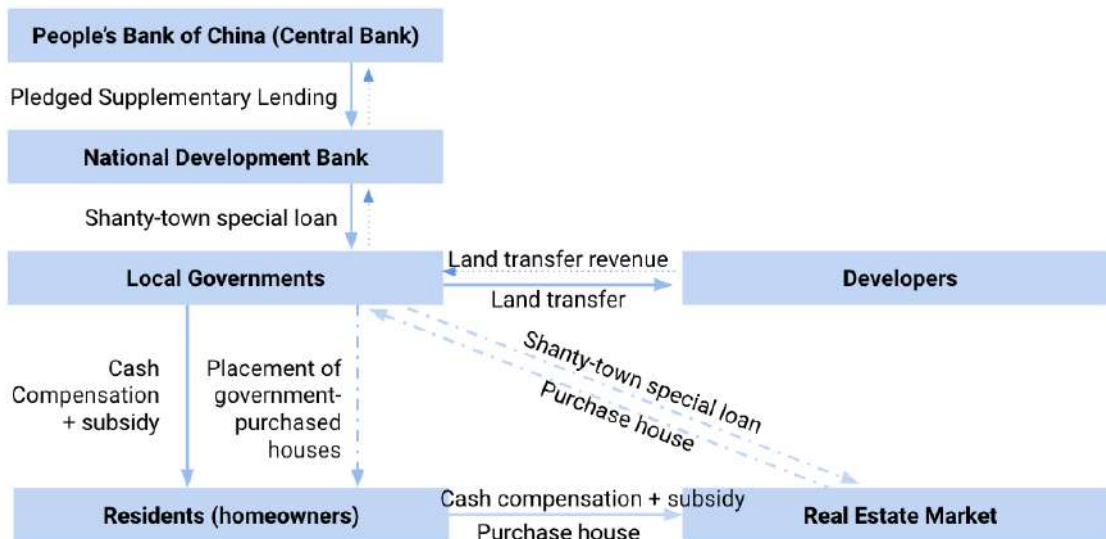 People's Bank of China (Central Bank)
Pledged Supplementary Lending
National Development Bank
Shanty-town special loan
Local Governments
Land transfer revenue
Land transfer
Developers
Cash
Compensation
+ subsidy
Placement of
government-
purchased
houses
Shanty-town special loan
Purchase house
Residents (homeowners)
Cash compensation + subsidy
Purchase house
Real Estate Market